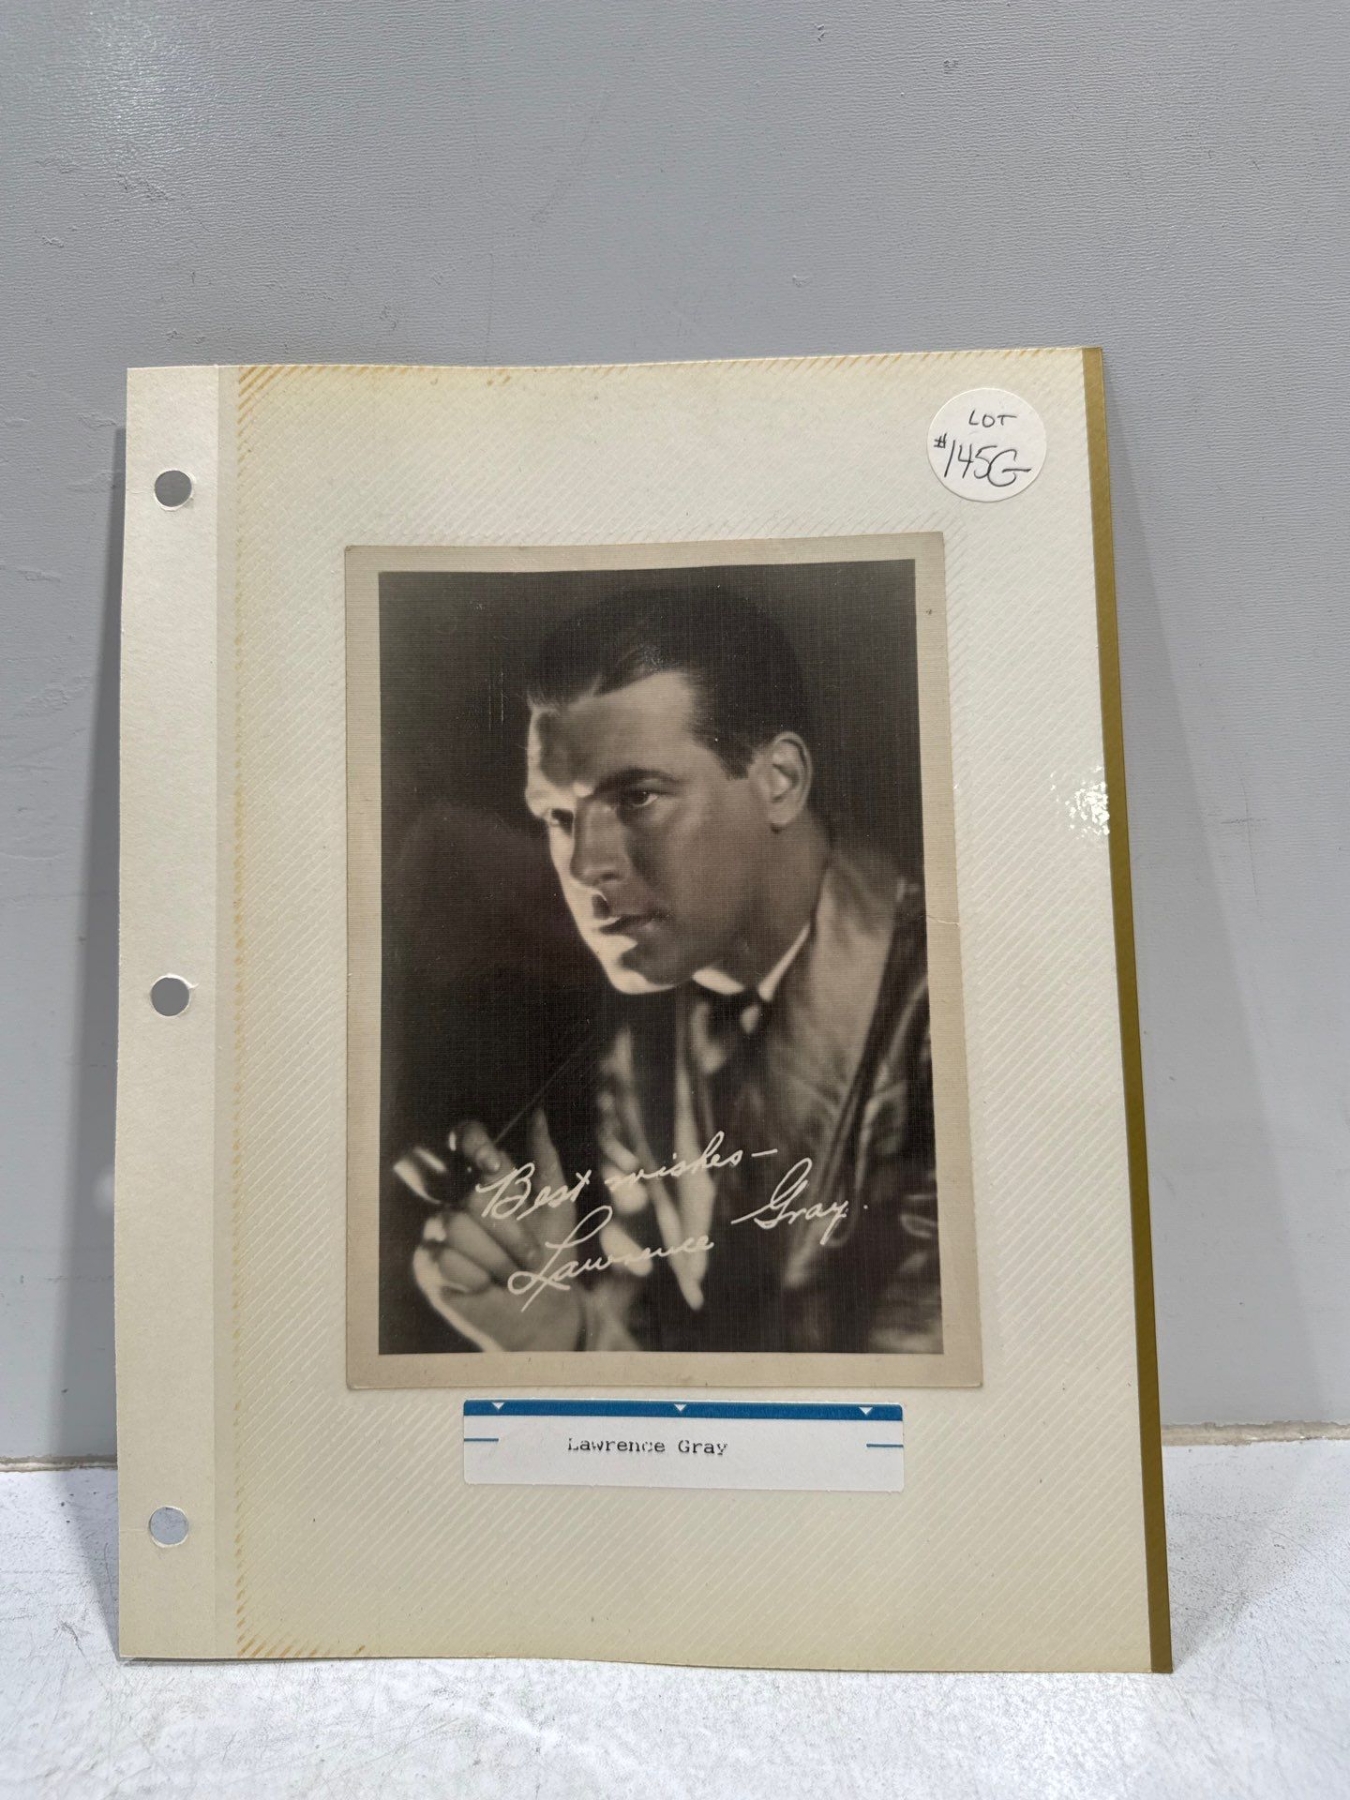 LOT
#145G
Best wishes-
Lawrence Gray.
Lawrence Gray